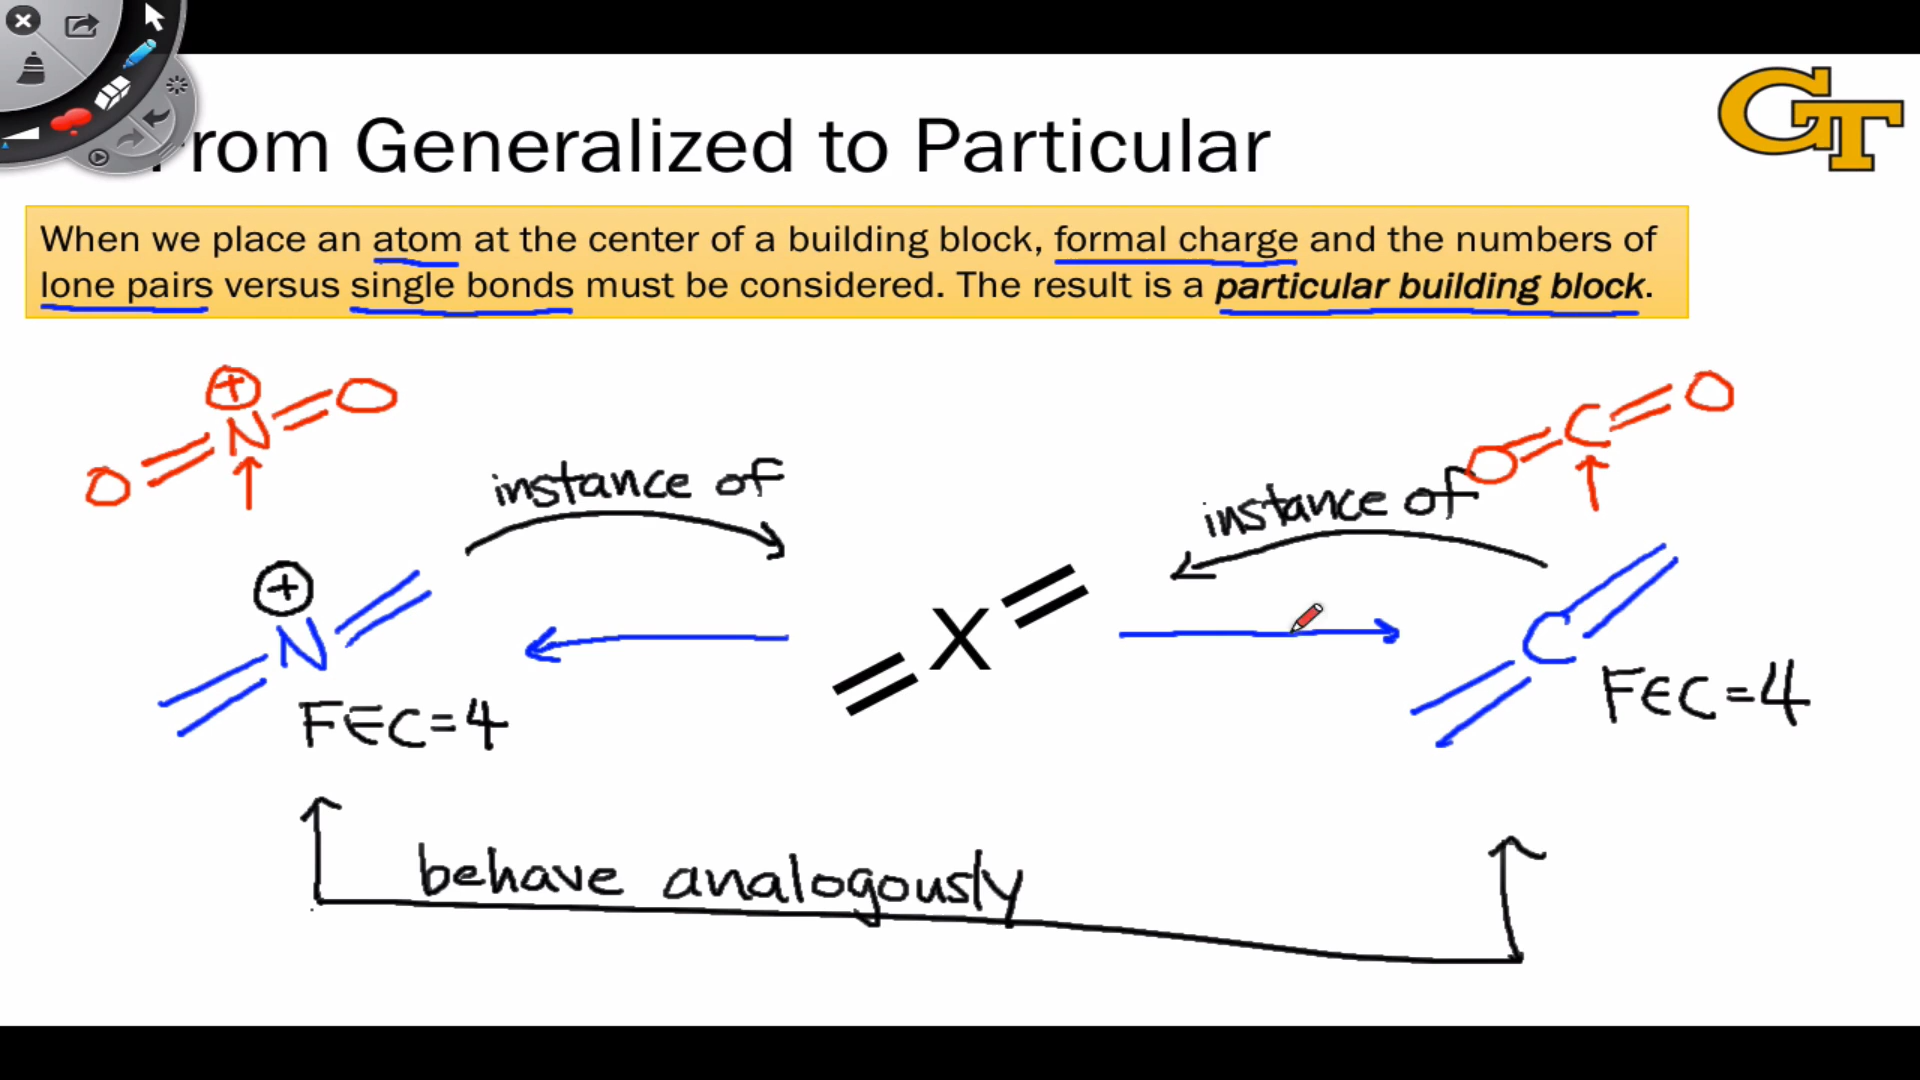 From Generalized to Particular
GT
When we place an atom at the center of a building block, formal charge and the numbers of
lone pairs versus single bonds must be considered. The result is a particular building block.
O=N⊕=O
O=C=O
instance of
instance of
=N⊕=
=X=
=C=
FEC=4
FEC=4
behave analogously